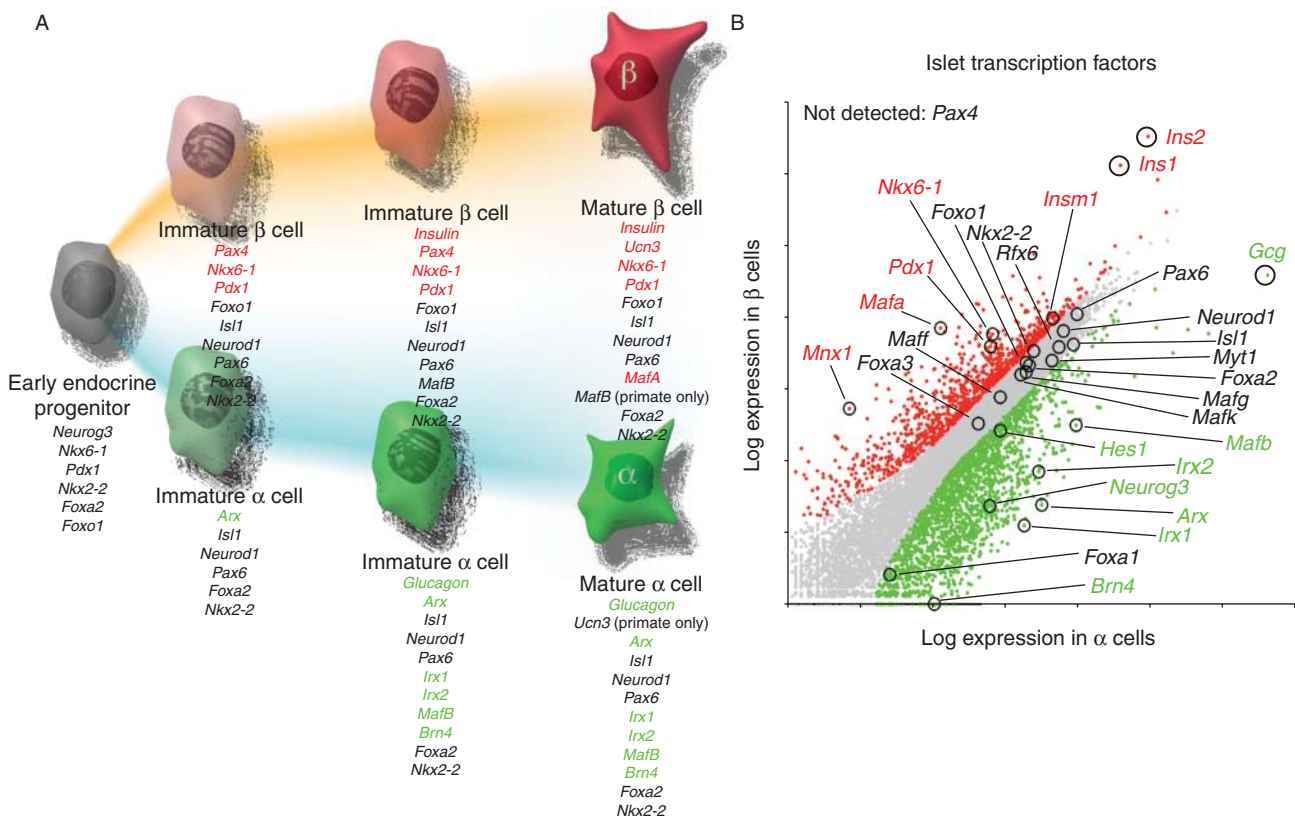 A
β
Immature β cell
Pax4
Nkx6-1
Pdx1
Foxo1
Isl1
Neurod1
Pax6
Foxa2
Nkx2-2
Immature β cell
Insulin
Pax4
Nkx6-1
Pdx1
Foxo1
Isl1
Neurod1
Pax6
MafB
Foxa2
Nkx2-2
Mature β cell
Insulin
Ucn3
Nkx6-1
Pdx1
Foxo1
Isl1
Neurod1
Pax6
MafA
MafB (primate only)
Foxa2
Nkx2-2
Early endocrine
progenitor
Neurog3
Nkx6-1
Pdx1
Nkx2-2
Foxa2
Foxo1
Immature α cell
Arx
Isl1
Neurod1
Pax6
Foxa2
Nkx2-2
Immature α cell
Glucagon
Arx
Isl1
Neurod1
Pax6
Irx1
Irx2
MafB
Brn4
Foxa2
Nkx2-2
α
Mature α cell
Glucagon
Ucn3 (primate only)
Arx
Isl1
Neurod1
Pax6
Irx1
Irx2
MafB
Brn4
Foxa2
Nkx2-2
B
Islet transcription factors
Not detected: Pax4
Ins2
Ins1
Nkx6-1
Foxo1
Insm1
Nkx2-2
Rfx6
Gcg
Pdx1
Pax6
Mafa
Neurod1
Maff
Isl1
Mnx1
Foxa3
Myt1
Foxa2
Mafg
Mafk
Hes1
Mafb
Irx2
Neurog3
Arx
Irx1
Foxa1
Brn4
Log expression in β cells
Log expression in α cells